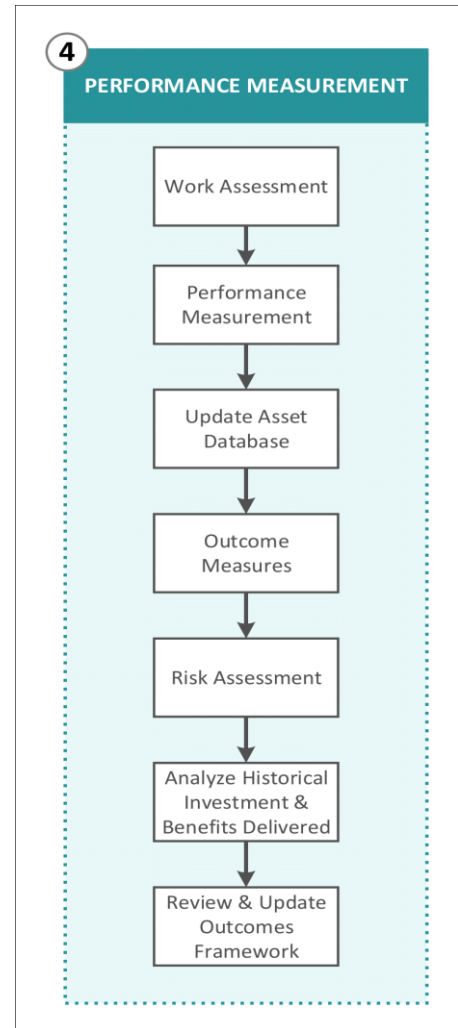 4
PERFORMANCE MEASUREMENT
Work Assessment
Performance
Measurement
Update Asset
Database
Outcome
Measures
Risk Assessment
Analyze Historical
Investment &
Benefits Delivered
Review & Update
Outcomes
Framework